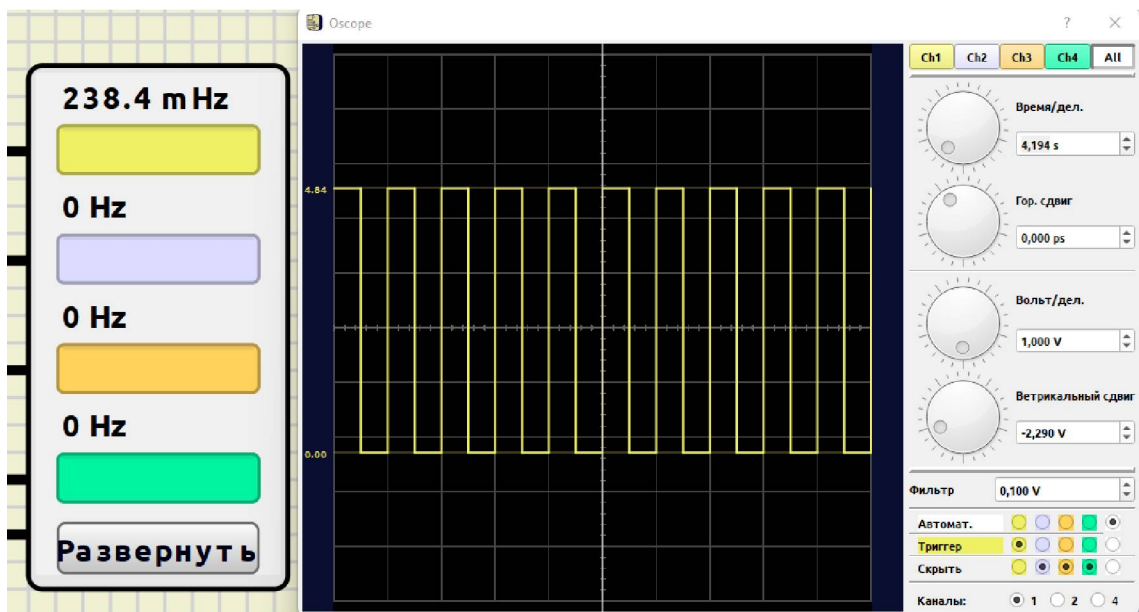 238.4 mHz
0 Hz
0 Hz
0 Hz
Развернуть
Oscope
? ×
4.84
0.00
Ch1 Ch2 Ch3 Ch4 All
Время/дел.
4,194 s
Гор. сдвиг
0,000 ps
Вольт/дел.
1,000 V
Ветрикальный сдвиг
-2,290 V
Фильтр 0,100 V
Автомат.
Триггер
Скрыть
Каналы: 1 2 4